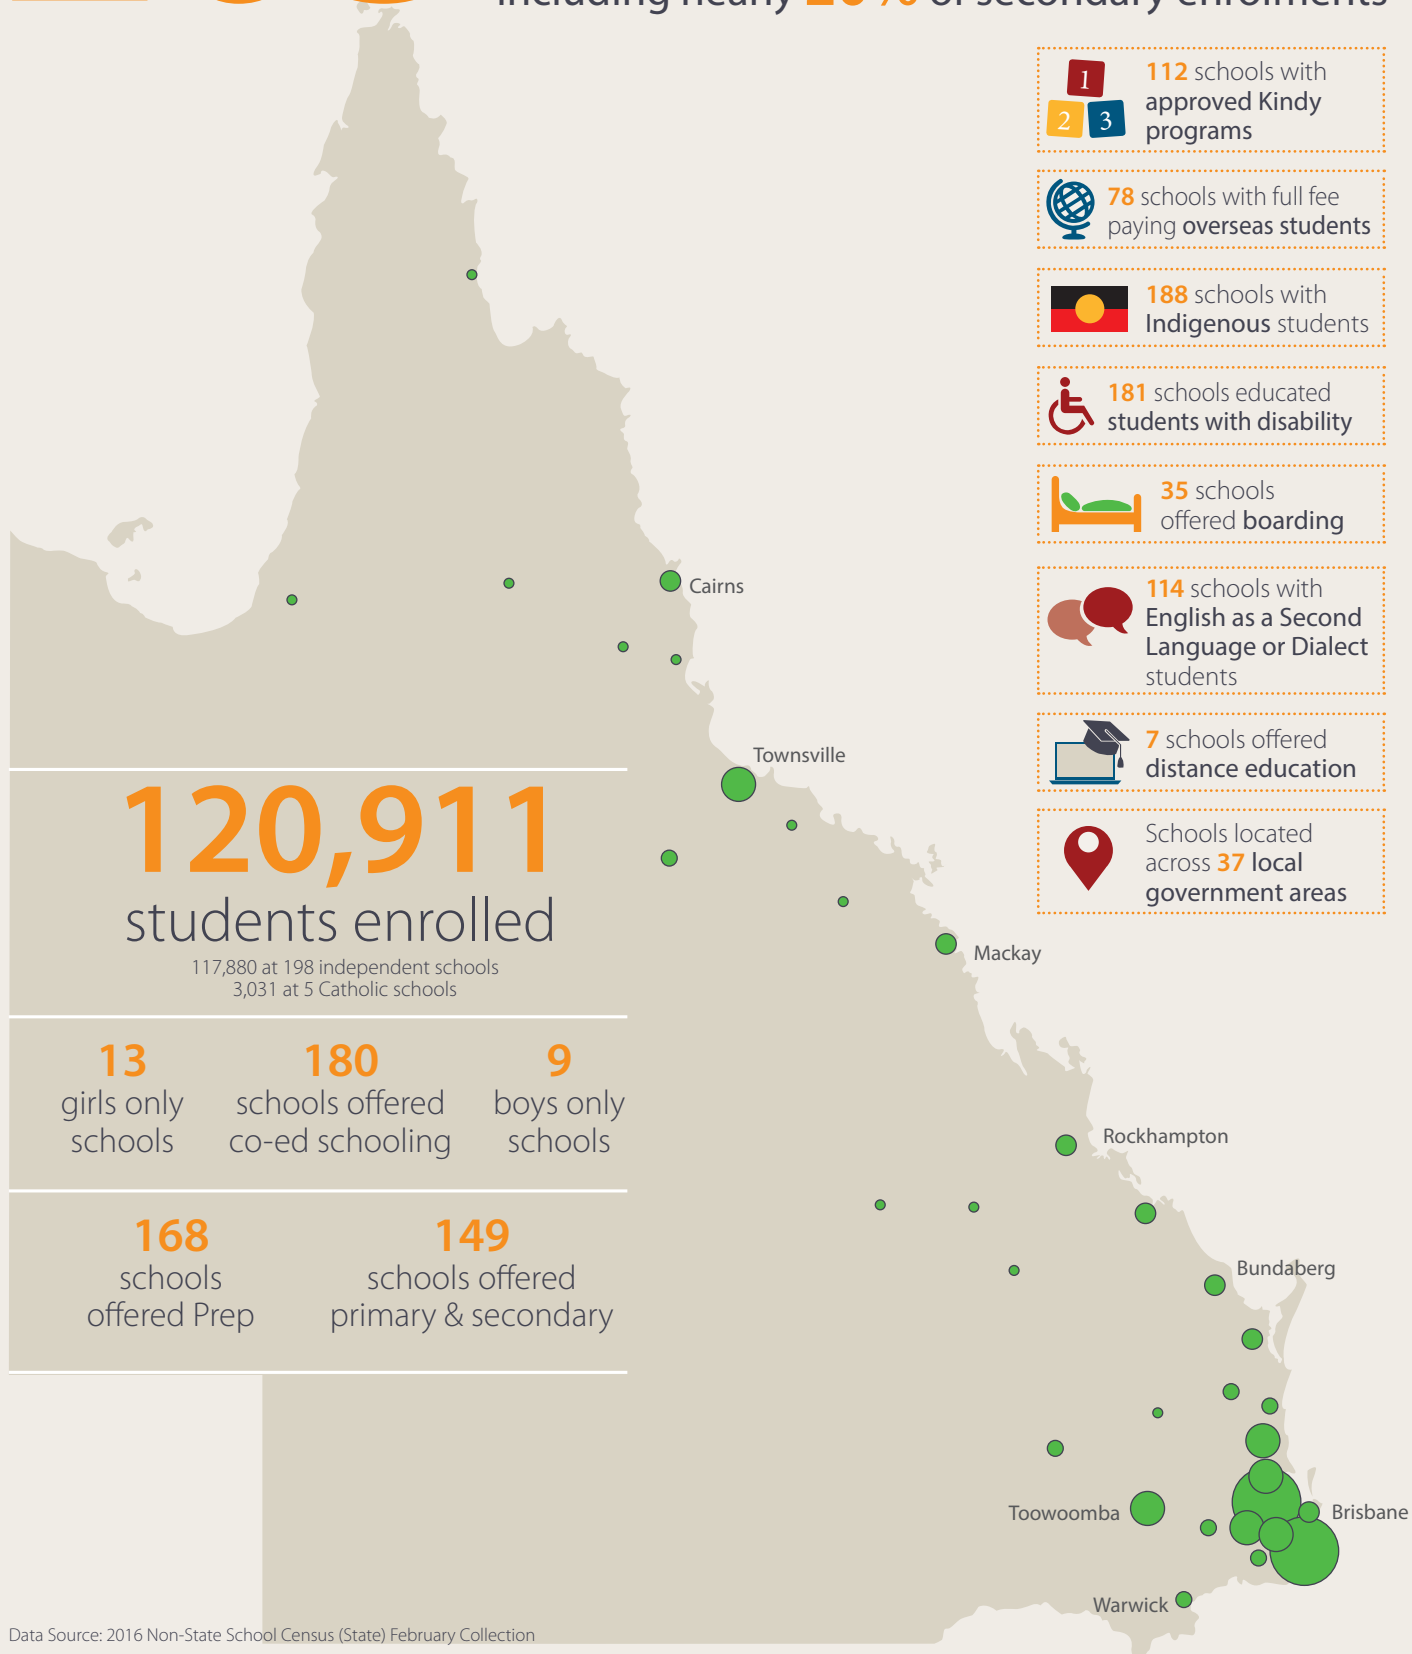 of secondary enrolments
1
2 3
112 schools with
approved Kindy
programs
78 schools with full fee
paying overseas students
188 schools with
Indigenous students
181 schools educated
students with disability
35 schools
offered boarding
114 schools with
English as a Second
Language or Dialect
students
7 schools offered
distance education
Schools located
across 37 local
government areas
Cairns
Townsville
Mackay
Rockhampton
Bundaberg
Toowoomba
Brisbane
Warwick
120,911
students enrolled
117,880 at 198 independent schools
3,031 at 5 Catholic schools
13
girls only
schools
180
schools offered
co-ed schooling
9
boys only
schools
168
schools
offered Prep
149
schools offered
primary & secondary
Data Source: 2016 Non-State School Census (State) February Collection